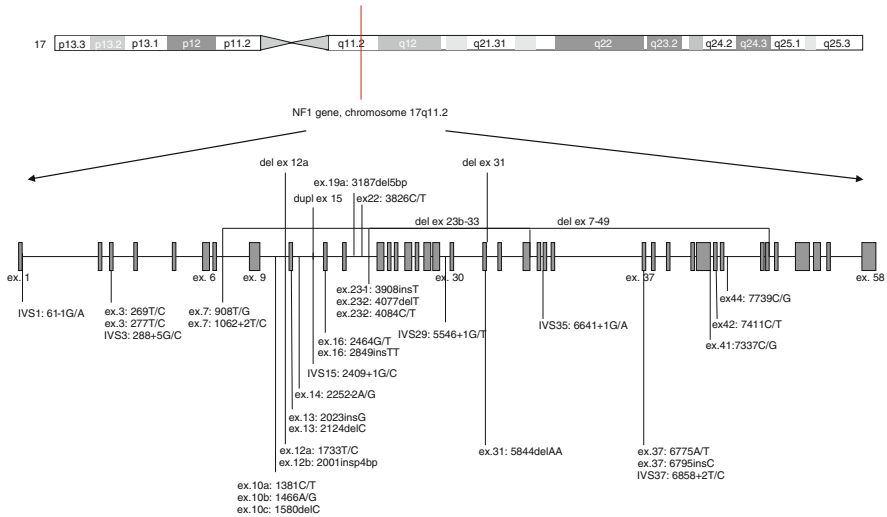 17 p13.3 p13.2 p13.1 p12 p11.2 q11.2 q12 q21.31 q22 q23.2 q24.2 q24.3 q25.1 q25.3
NF1 gene, chromosome 17q11.2
del ex 12a
del ex 31
ex.19a: 3187del5bp
dupl ex 15
ex22: 3826C/T
del ex 23b-33
del ex 7-49
ex. 1
ex. 6
ex. 9
ex. 30
ex. 37
ex. 58
IVS1: 61-1G/A
ex.3: 269T/C
ex.3: 277T/C
IVS3: 288+5G/C
ex.7: 908T/G
ex.7: 1062+2T/C
ex.23-1: 3908insT
ex.23-2: 4077delT
ex.23-2: 4084C/T
IVS29: 5546+1G/T
IVS35: 6641+1G/A
ex44: 7739C/G
ex42: 7411C/T
ex.41:7337C/G
ex.16: 2464G/T
ex.16: 2849insTT
IVS15: 2409+1G/C
ex.14: 2252-2A/G
ex.13: 2023insG
ex.13: 2124delC
ex.12a: 1733T/C
ex.12b: 2001insp4bp
ex.31: 5844delAA
ex.37: 6775A/T
ex.37: 6795insC
IVS37: 6858+2T/C
ex.10a: 1381C/T
ex.10b: 1466A/G
ex.10c: 1580delC